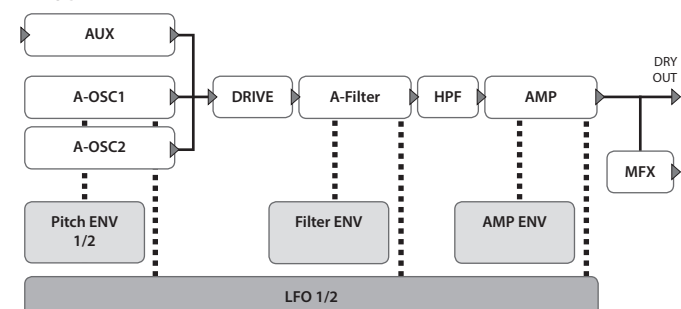 AUX
DRY
OUT
A-OSC1
DRIVE
A-Filter
HPF
AMP
A-OSC2
MFX
Pitch ENV
1/2
Filter ENV
AMP ENV
LFO 1/2